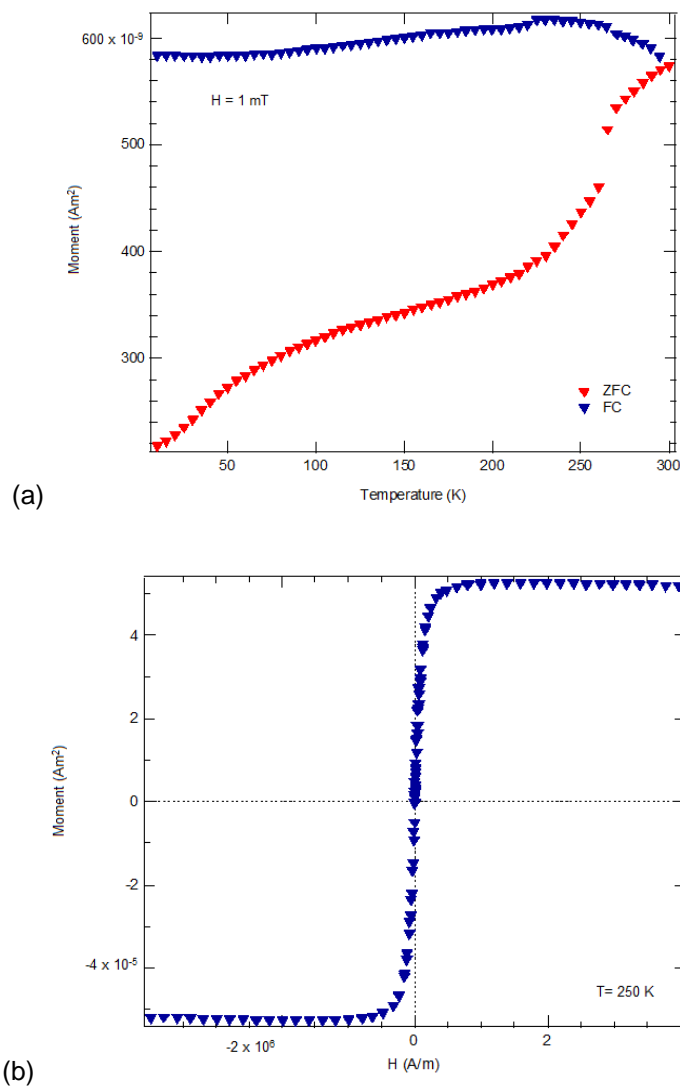 600 x 10⁻⁹
H = 1 mT
500
400
300
Moment (Am²)
ZFC
FC
50
100
150
200
250
300
Temperature (K)
(a)
4
2
0
-2
-4 x 10⁻⁵
Moment (Am²)
T= 250 K
-2 x 10⁶
0
2
H (A/m)
(b)